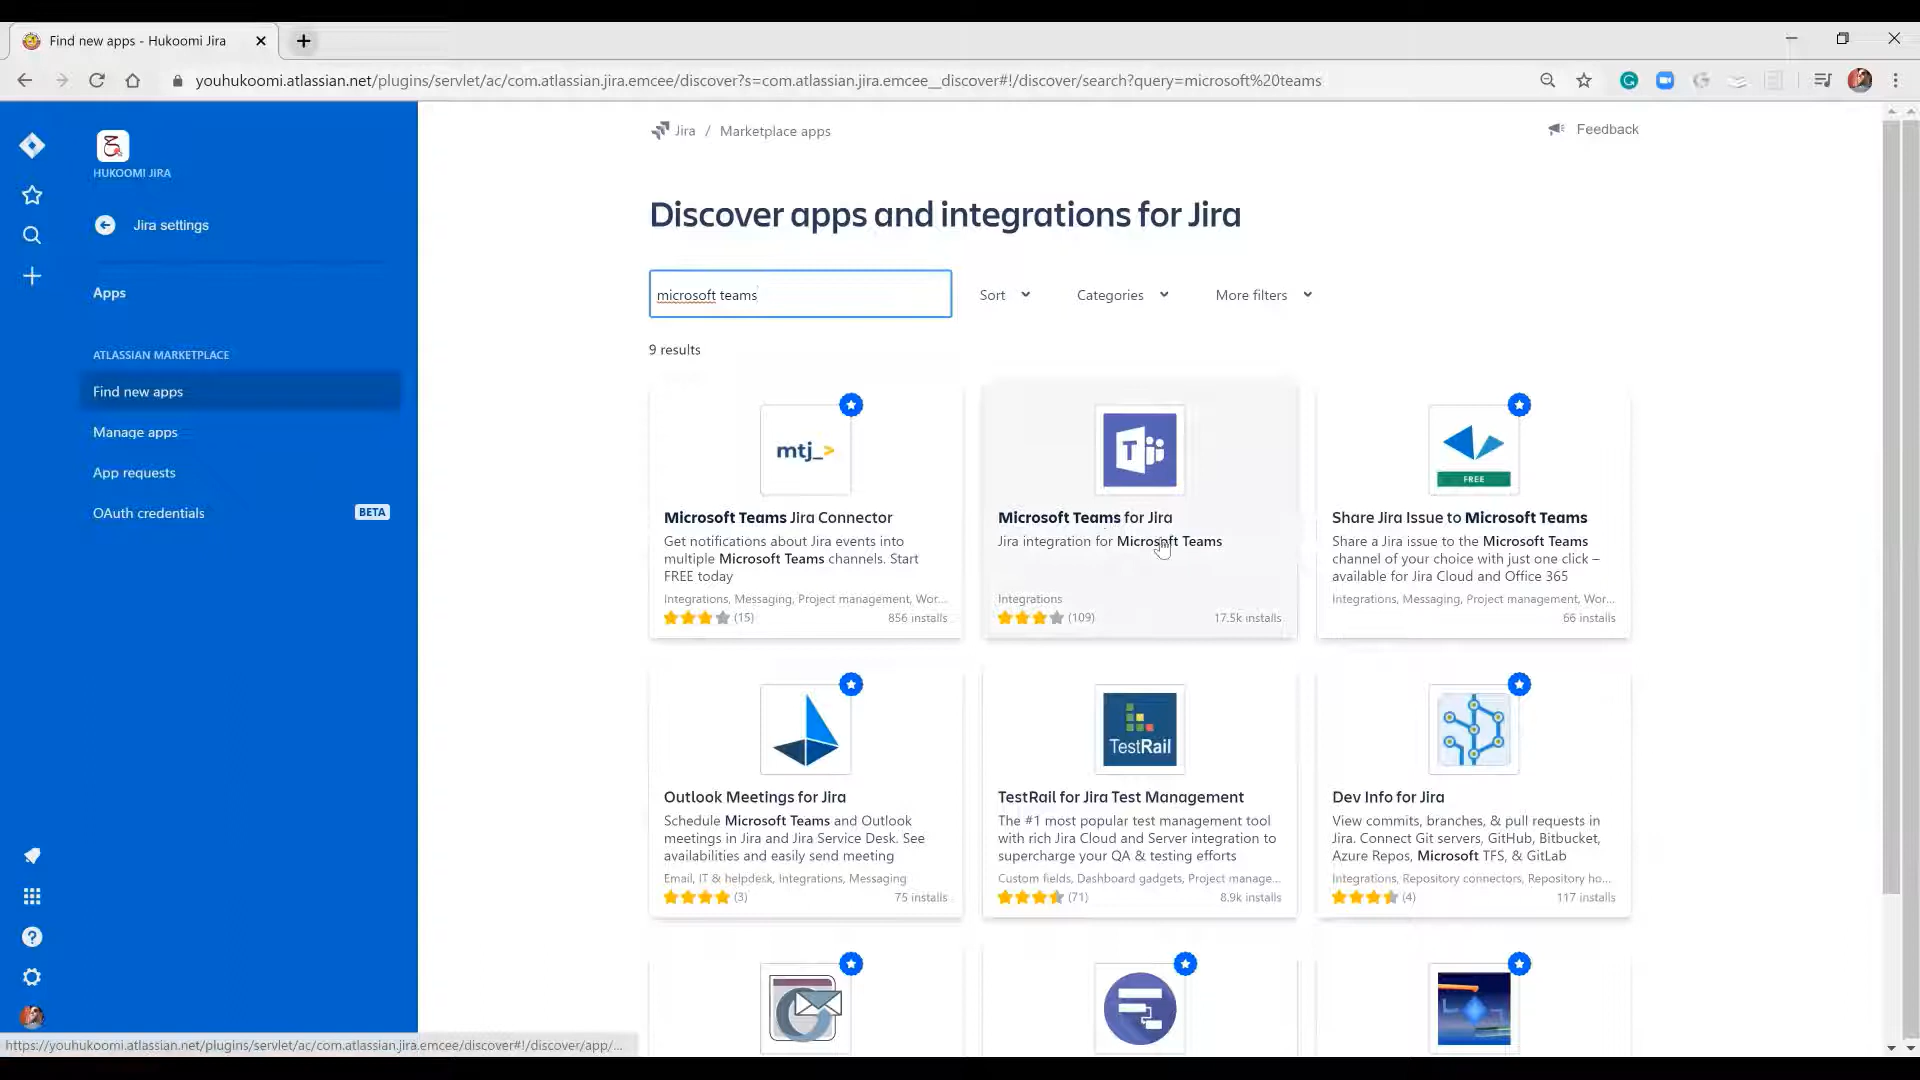 Find new apps - Hukoomi Jira
youhukoomi.atlassian.net/plugins/servlet/ac/com.atlassian.jira.emcee/discover?s=com.atlassian.jira.emcee__discover#!/discover/search?query=microsoft%20teams
HUKOOMI JIRA
Jira settings
Apps
ATLASSIAN MARKETPLACE
Find new apps
Manage apps
App requests
OAuth credentials BETA
Jira / Marketplace apps
Feedback
Discover apps and integrations for Jira
microsoft teams
Sort
Categories
More filters
9 results
mtj_>
Microsoft Teams Jira Connector
Get notifications about Jira events into
multiple Microsoft Teams channels. Start
FREE today
Integrations, Messaging, Project management, Wor...
(15) 856 installs
T
Microsoft Teams for Jira
Jira integration for Microsoft Teams
Integrations
(109) 17.5k installs
FREE
Share Jira Issue to Microsoft Teams
Share a Jira issue to the Microsoft Teams
channel of your choice with just one click –
available for Jira Cloud and Office 365
Integrations, Messaging, Project management, Wor...
66 installs
Outlook Meetings for Jira
Schedule Microsoft Teams and Outlook
meetings in Jira and Jira Service Desk. See
availabilities and easily send meeting
Email, IT & helpdesk, Integrations, Messaging
(3) 75 installs
TestRail
TestRail for Jira Test Management
The #1 most popular test management tool
with rich Jira Cloud and Server integration to
supercharge your QA & testing efforts
Custom fields, Dashboard gadgets, Project manage...
(71) 8.9k installs
Dev Info for Jira
View commits, branches, & pull requests in
Jira. Connect Git servers, GitHub, Bitbucket,
Azure Repos, Microsoft TFS, & GitLab
Integrations, Repository connectors, Repository ho...
(4) 117 installs
https://youhukoomi.atlassian.net/plugins/servlet/ac/com.atlassian.jira.emcee/discover#!/discover/app/...